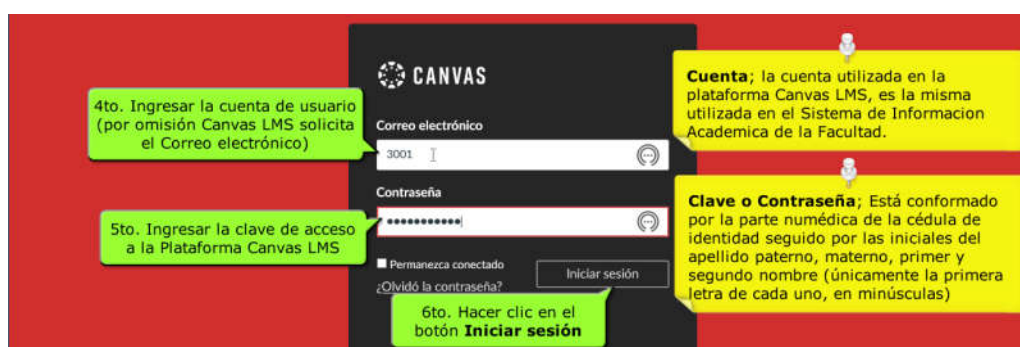 CANVAS
4to. Ingresar la cuenta de usuario
(por omisión Canvas LMS solicita
el Correo electrónico)
Correo electrónico
3001
Cuenta; la cuenta utilizada en la
plataforma Canvas LMS, es la misma
utilizada en el Sistema de Informacion
Academica de la Facultad.
Contraseña
•••••••••••
5to. Ingresar la clave de acceso
a la Plataforma Canvas LMS
Clave o Contraseña; Está conformado
por la parte numédica de la cédula de
identidad seguido por las iniciales del
apellido paterno, materno, primer y
segundo nombre (únicamente la primera
letra de cada uno, en minúsculas)
Permanezca conectado
¿Olvidó la contraseña?
Iniciar sesión
6to. Hacer clic en el
botón Iniciar sesión